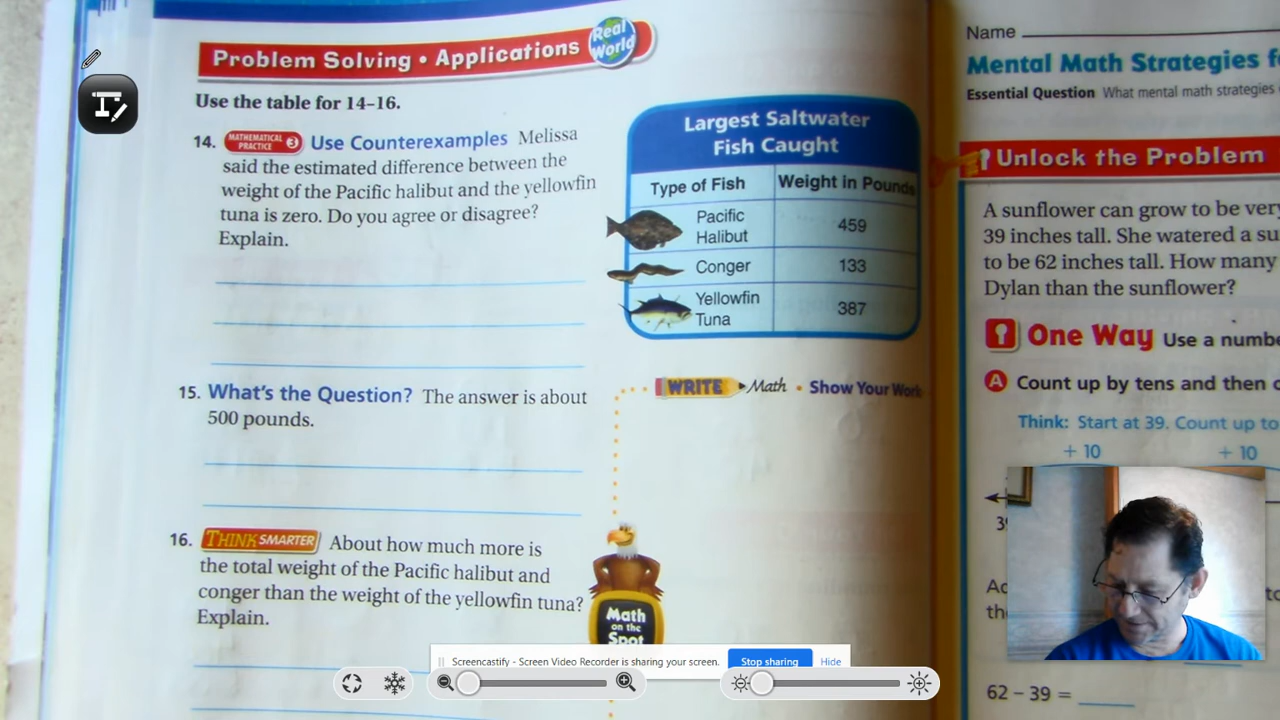 Problem Solving • Applications
Real World
Use the table for 14–16.
14. MATHEMATICAL PRACTICE 3 Use Counterexamples Melissa
said the estimated difference between the
weight of the Pacific halibut and the yellowfin
tuna is zero. Do you agree or disagree?
Explain.
Largest Saltwater
Fish Caught
Type of Fish Weight in Pounds
Pacific Halibut 459
Conger 133
Yellowfin Tuna 387
15. What's the Question? The answer is about
500 pounds.
WRITE Math • Show Your Work
16. THINK SMARTER About how much more is
the total weight of the Pacific halibut and
conger than the weight of the yellowfin tuna?
Explain.
Math
on the
Spot
Name
Mental Math Strategies f
Essential Question What mental math strategies
Unlock the Problem
A sunflower can grow to be very
39 inches tall. She watered a su
to be 62 inches tall. How many
Dylan than the sunflower?
One Way Use a numbe
A Count up by tens and then o
Think: Start at 39. Count up to
+ 10 + 10
62 − 39 =
Screencastify - Screen Video Recorder is sharing your screen. Stop sharing Hide